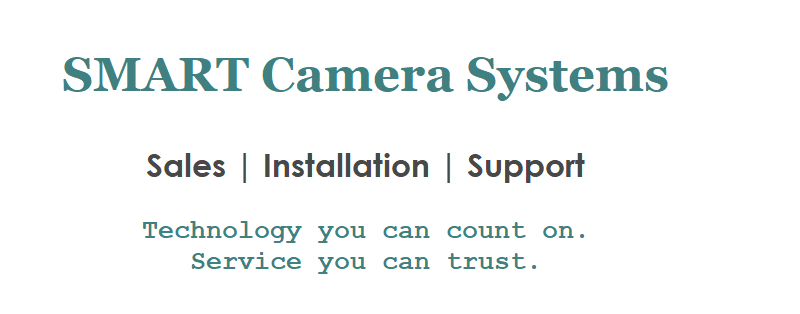 SMART Camera Systems
Sales | Installation | Support
Technology you can count on.
Service you can trust.